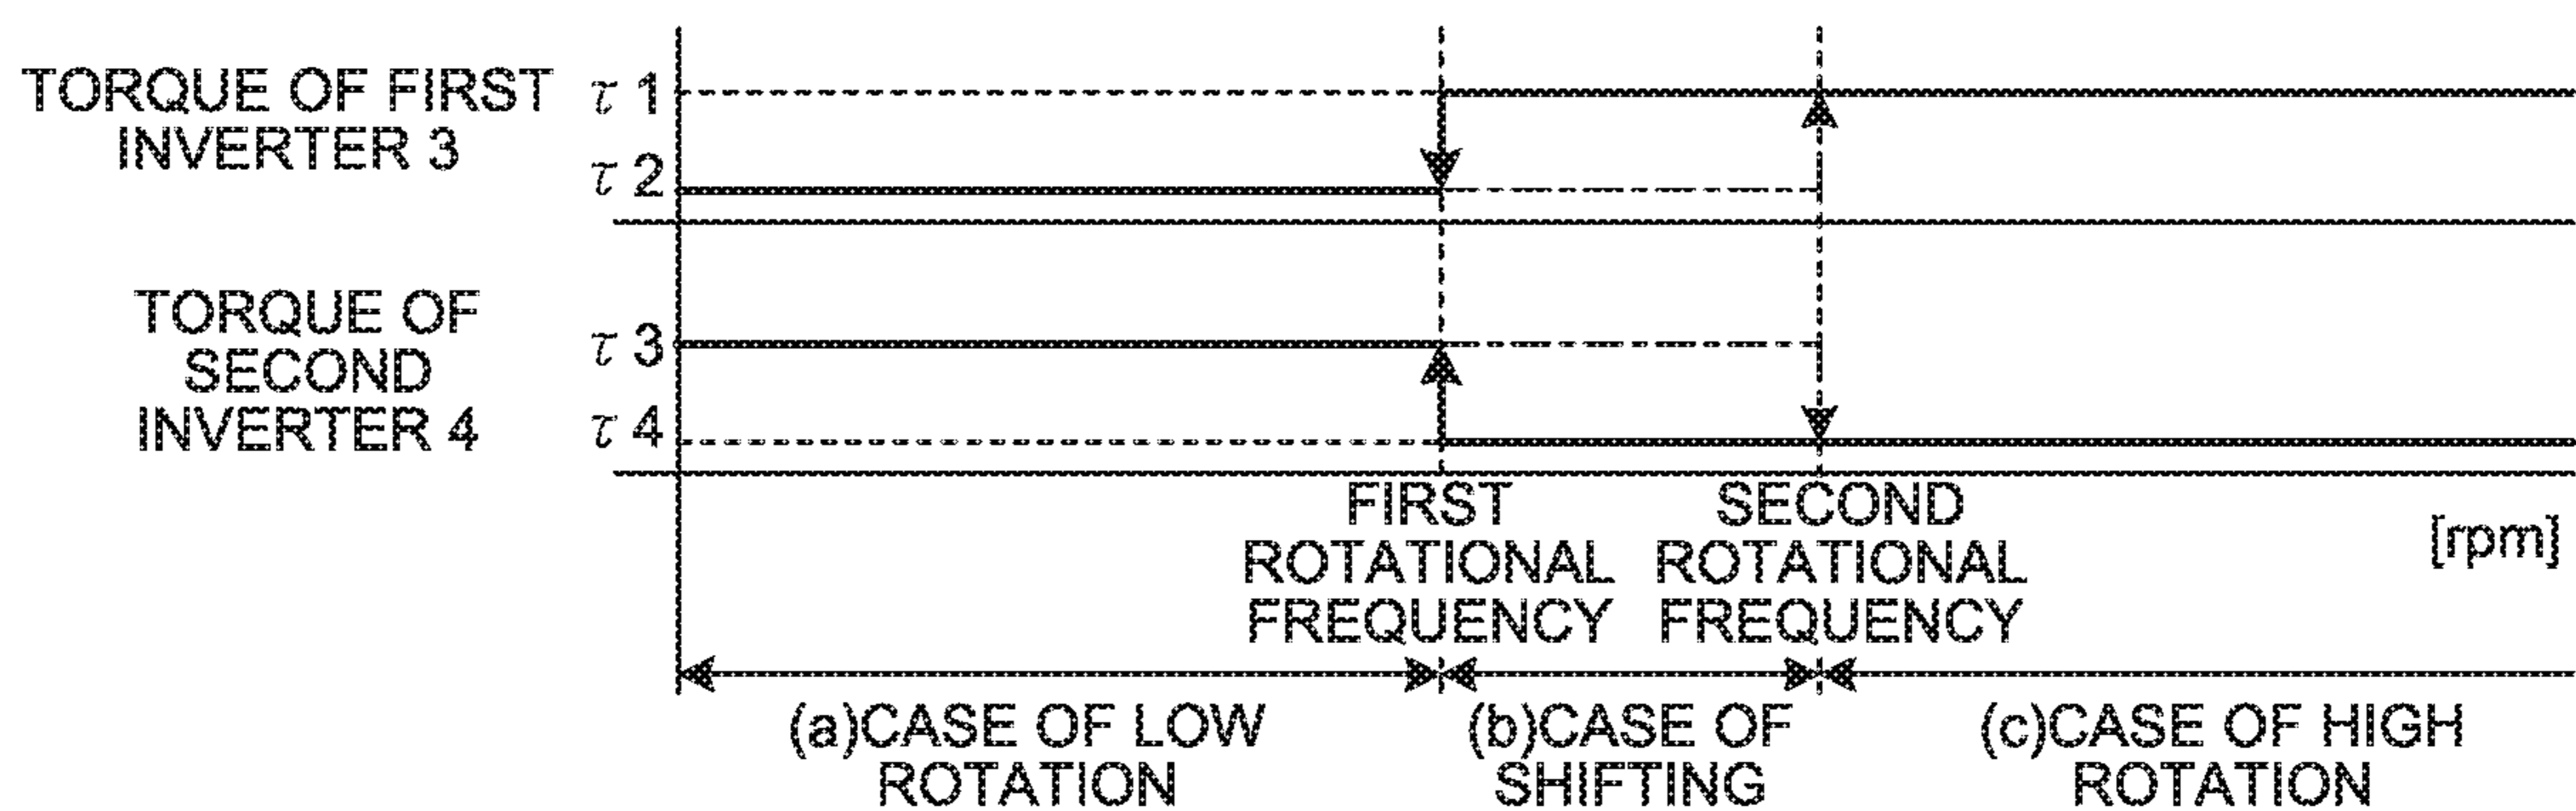 TORQUE OF FIRST
INVERTER 3
τ 1
τ 2
TORQUE OF
SECOND
INVERTER 4
τ 3
τ 4
FIRST
ROTATIONAL
FREQUENCY
SECOND
ROTATIONAL
FREQUENCY
[rpm]
(a)CASE OF LOW
ROTATION
(b)CASE OF
SHIFTING
(c)CASE OF HIGH
ROTATION